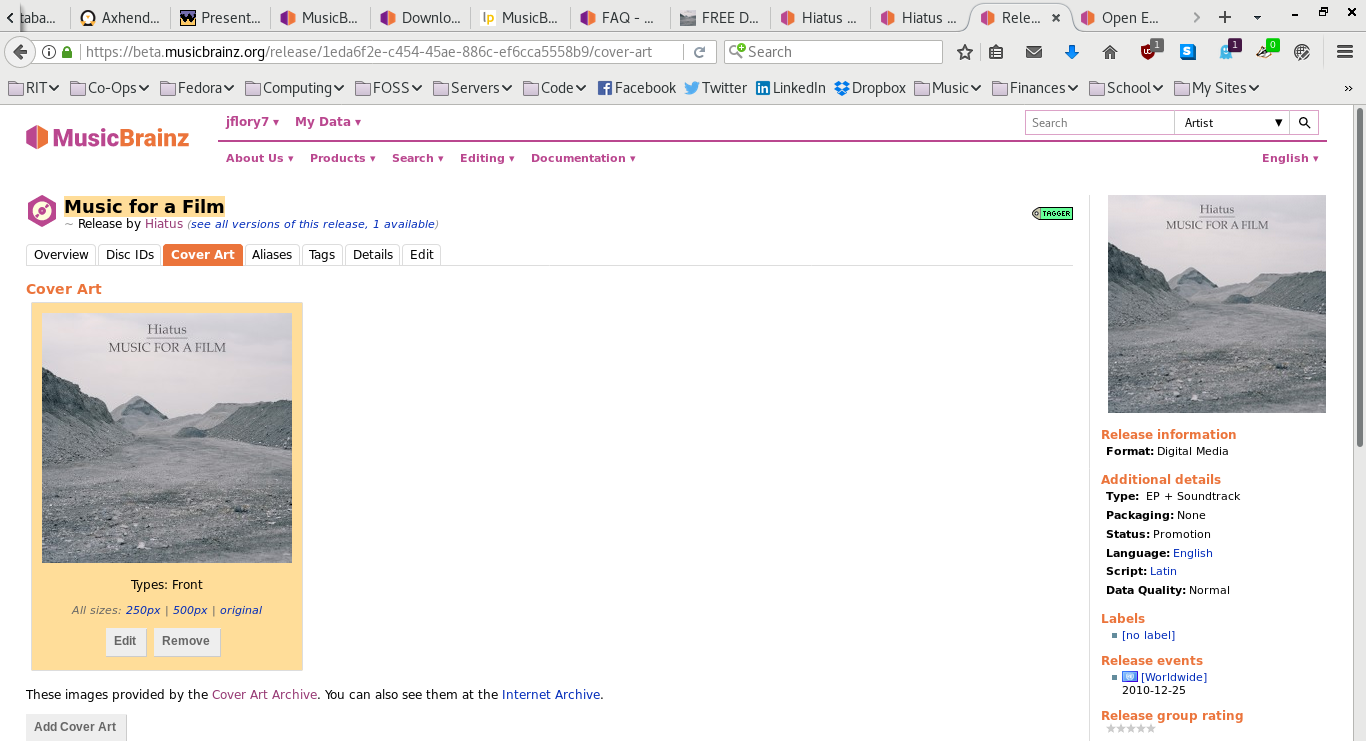 taba...
Axhend...
Present...
MusicB...
Downlo...
MusicB...
FAQ - ...
FREE D...
Hiatus ...
Hiatus ...
Rele...
Open E...
https://beta.musicbrainz.org/release/1eda6f2e-c454-45ae-886c-ef6cca5558b9/cover-art
Search
1
1
0
RIT
Co-Ops
Fedora
Computing
FOSS
Servers
Code
Facebook
Twitter
LinkedIn
Dropbox
Music
Finances
School
My Sites
MusicBrainz
jflory7 ▾
My Data ▾
Search
Artist
About Us ▾
Products ▾
Search ▾
Editing ▾
Documentation ▾
English ▾
Music for a Film
~ Release by Hiatus (see all versions of this release, 1 available)
TAGGER
Overview
Disc IDs
Cover Art
Aliases
Tags
Details
Edit
Cover Art
Hiatus
MUSIC FOR A FILM
Types: Front
All sizes: 250px | 500px | original
Edit
Remove
These images provided by the Cover Art Archive. You can also see them at the Internet Archive.
Add Cover Art
Hiatus
MUSIC FOR A FILM
Release information
Format: Digital Media
Additional details
Type: EP + Soundtrack
Packaging: None
Status: Promotion
Language: English
Script: Latin
Data Quality: Normal
Labels
[no label]
Release events
[Worldwide]
2010-12-25
Release group rating